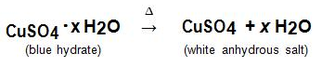 Δ
CuSO4 · x H2O → CuSO4 + x H2O
(blue hydrate) (white anhydrous salt)